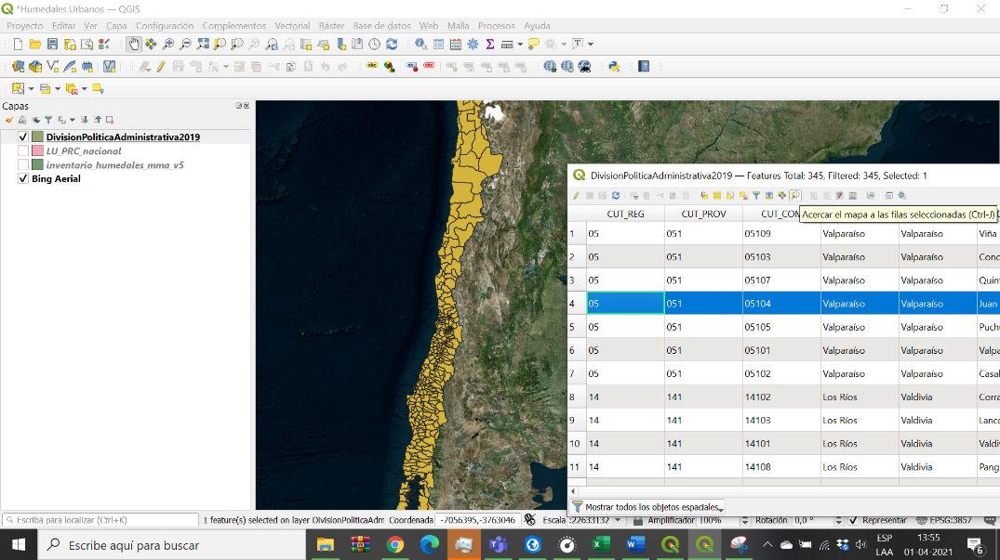 *Humedales Urbanos — QGIS
Proyecto Editar Ver Capa Configuración Complementos Vectorial Ráster Base de datos Web Malla Procesos Ayuda
Capas
DivisionPoliticaAdministrativa2019
LU_PRC_nacional
inventario_humedales_mma_v5
Bing Aerial
DivisionPoliticaAdministrativa2019 — Features Total: 345, Filtered: 345, Selected: 1
Acercar el mapa a las filas seleccionadas (Ctrl-J)
CUT_REG CUT_PROV CUT_COM
1 05 051 05109 Valparaíso Valparaíso Viña
2 05 051 05103 Valparaíso Valparaíso Conc
3 05 051 05107 Valparaíso Valparaíso Quin
4 05 051 05104 Valparaíso Valparaíso Juan
5 05 051 05105 Valparaíso Valparaíso Puch
6 05 051 05101 Valparaíso Valparaíso Valpa
7 05 051 05102 Valparaíso Valparaíso Casal
8 14 141 14102 Los Ríos Valdivia Corra
9 14 141 14103 Los Ríos Valdivia Lanco
10 14 141 14101 Los Ríos Valdivia Valdi
11 14 141 14108 Los Ríos Valdivia Pang
Mostrar todos los objetos espaciales
Escriba para localizar (Ctrl+K) 1 feature(s) selected on layer DivisionPoliticaAdm Coordenada -7056395,-3763046 Escala :22633132 Amplificador 100% Rotación 0,0 ° Representar EPSG:3857
Escribe aquí para buscar
ESP
LAA
13:55
01-04-2021
6